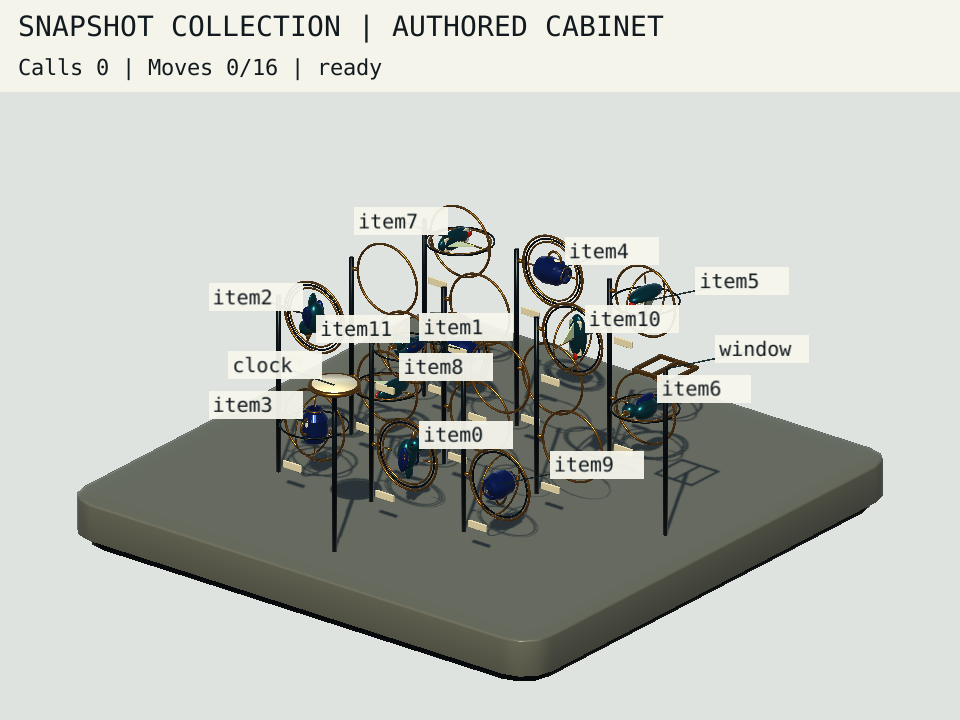 SNAPSHOT COLLECTION | AUTHORED CABINET
Calls 0 | Moves 0/16 | ready
item7
item4
item5
item2
item11
item1
item10
window
clock
item8
item6
item3
item0
item9